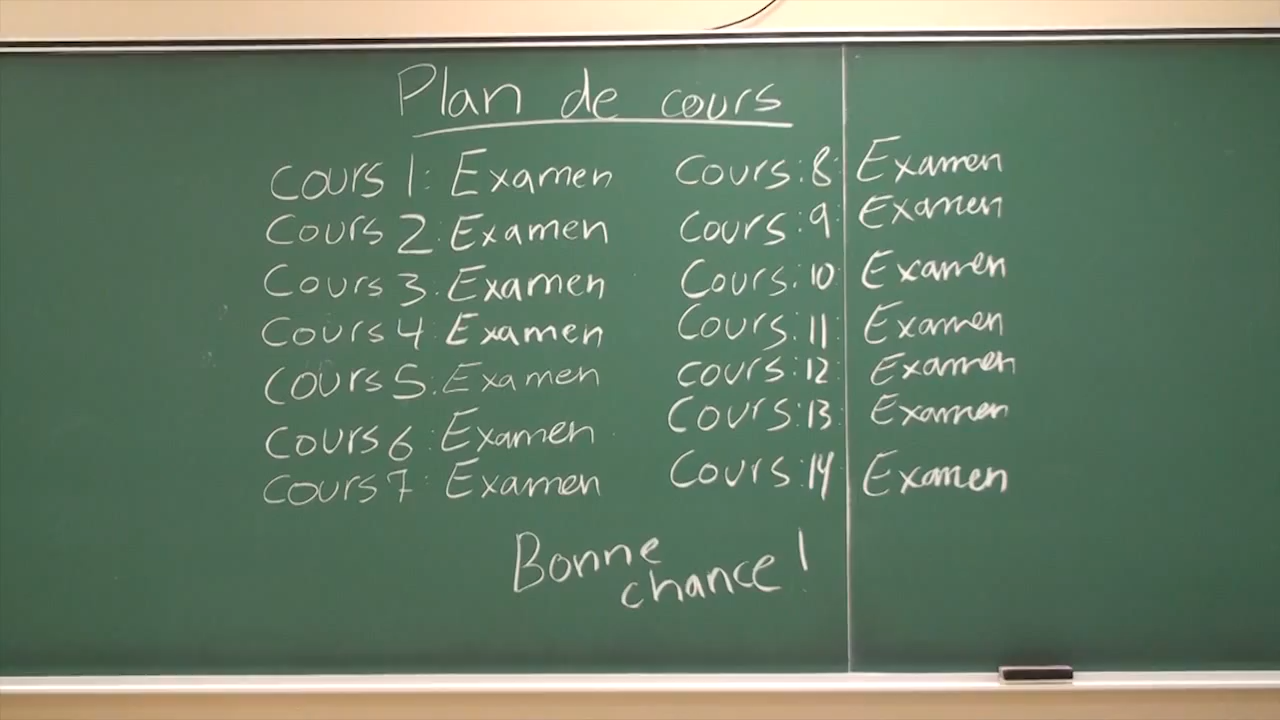 Plan de cours
Cours 1: Examen
Cours 2: Examen
Cours 3: Examen
Cours 4: Examen
Cours 5: Examen
Cours 6: Examen
Cours 7: Examen
Cours: 8: Examen
Cours: 9: Examen
Cours: 10: Examen
Cours: 11: Examen
Cours: 12: Examen
Cours: 13: Examen
Cours: 14: Examen
Bonne
chance!